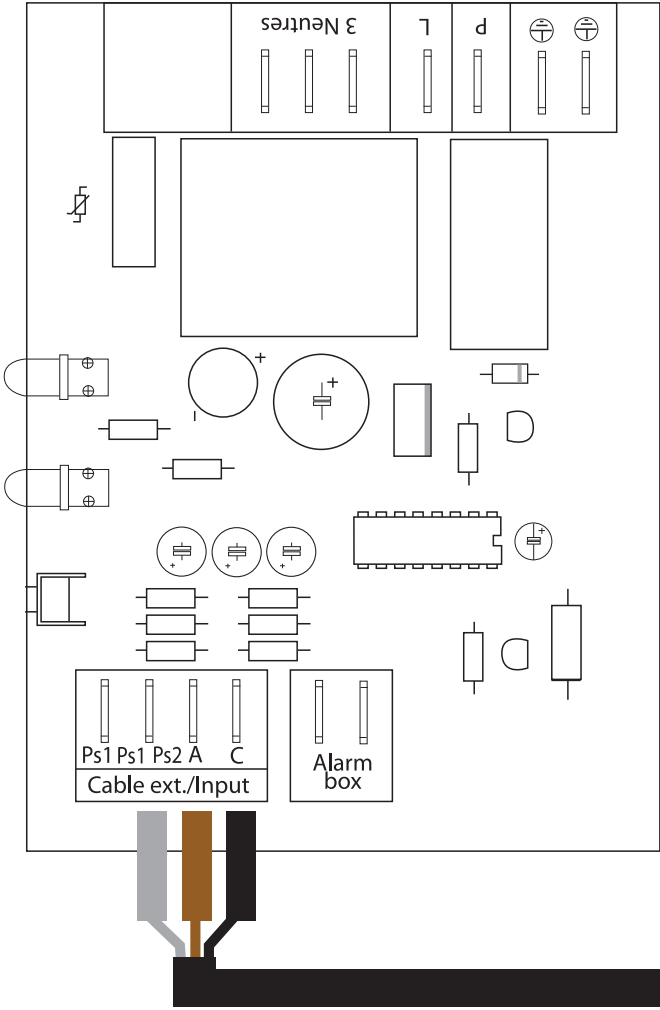 3 Neutres L P
Ps1 Ps1 Ps2 A C
Cable ext./Input
Alarm
box